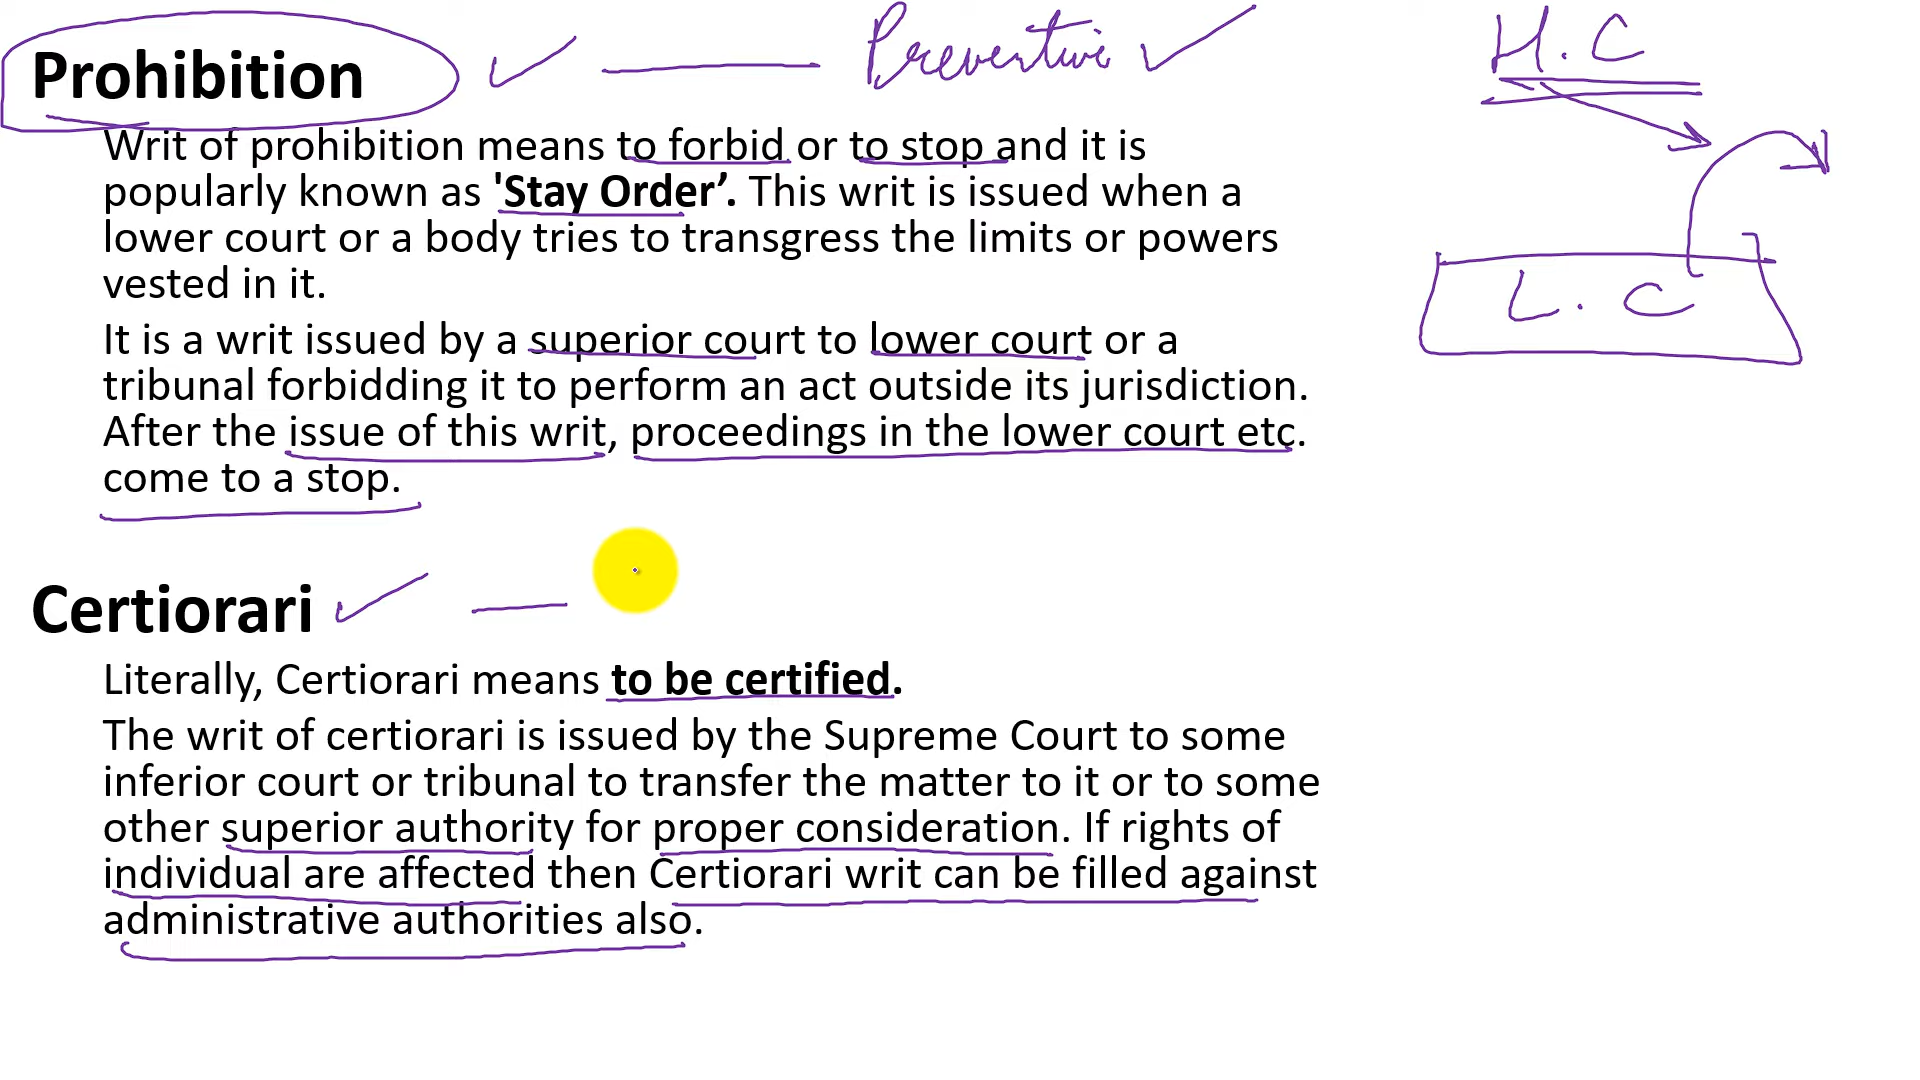 Prohibition Preventive H.C
Writ of prohibition means to forbid or to stop and it is
popularly known as 'Stay Order’. This writ is issued when a
lower court or a body tries to transgress the limits or powers
vested in it.
L.C
It is a writ issued by a superior court to lower court or a
tribunal forbidding it to perform an act outside its jurisdiction.
After the issue of this writ, proceedings in the lower court etc.
come to a stop.
Certiorari
Literally, Certiorari means to be certified.
The writ of certiorari is issued by the Supreme Court to some
inferior court or tribunal to transfer the matter to it or to some
other superior authority for proper consideration. If rights of
individual are affected then Certiorari writ can be filled against
administrative authorities also.